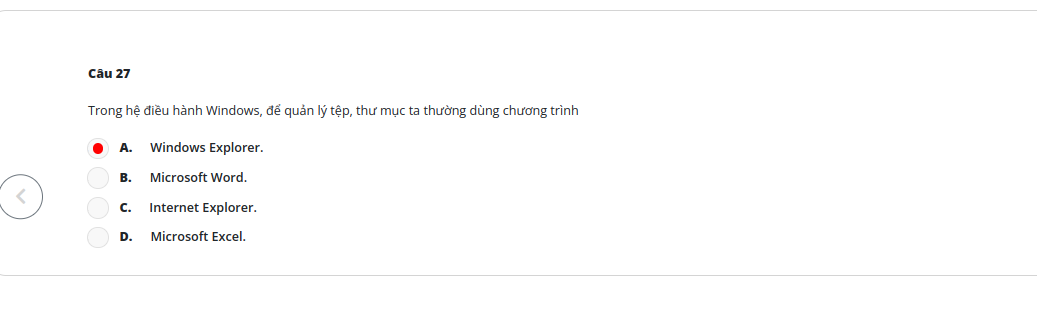 Câu 27
Trong hệ điều hành Windows, để quản lý tệp, thư mục ta thường dùng chương trình
A. Windows Explorer.
B. Microsoft Word.
C. Internet Explorer.
D. Microsoft Excel.